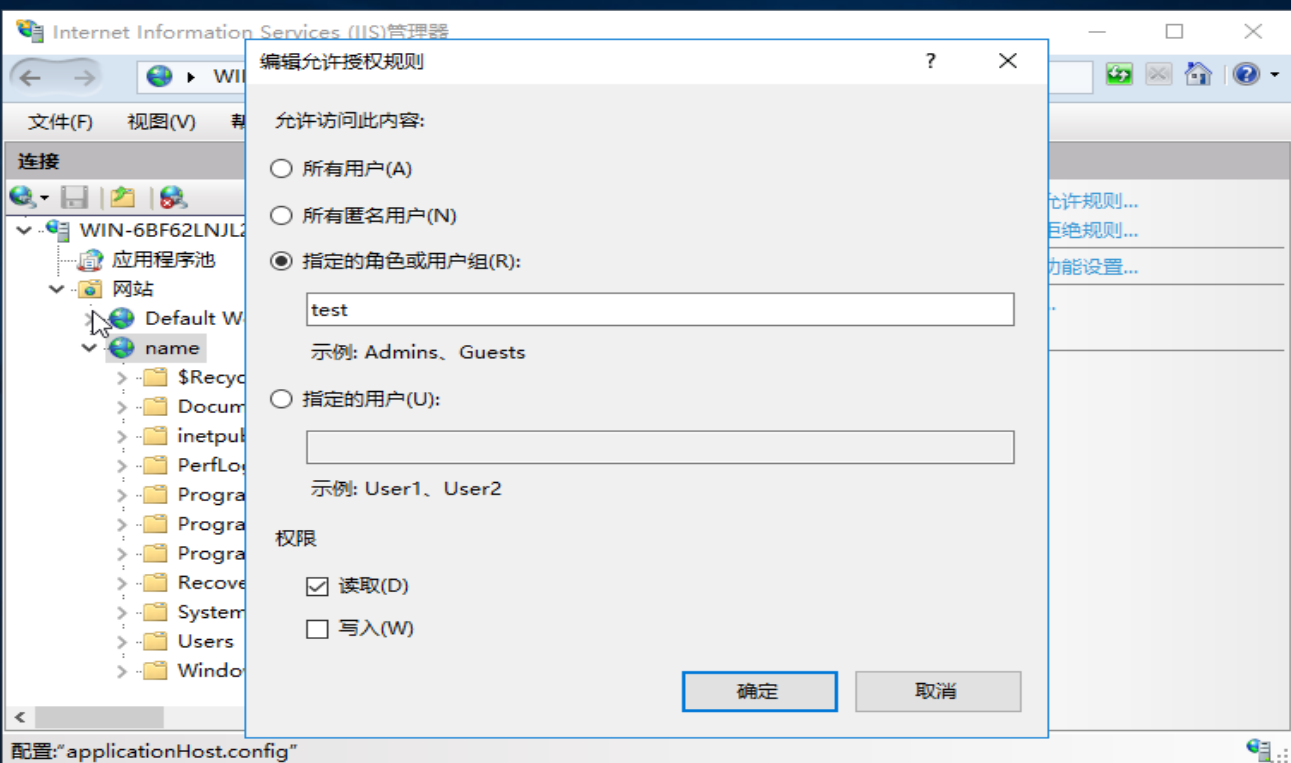 Internet Information Services (IIS)管理器
编辑允许授权规则
?
文件(F) 视图(V)
允许访问此内容:
连接
所有用户(A)
所有匿名用户(N)
指定的角色或用户组(R):
test
示例: Admins、Guests
指定的用户(U):
示例: User1、User2
权限
读取(D)
写入(W)
确定 取消
允许规则...
拒绝规则...
功能设置...
WIN-6BF62LNJL2
应用程序池
网站
Default W
name
$Recyc
Docum
inetpub
PerfLog
Progra
Progra
Progra
Recove
System
Users
Windo
配置:“applicationHost.config”